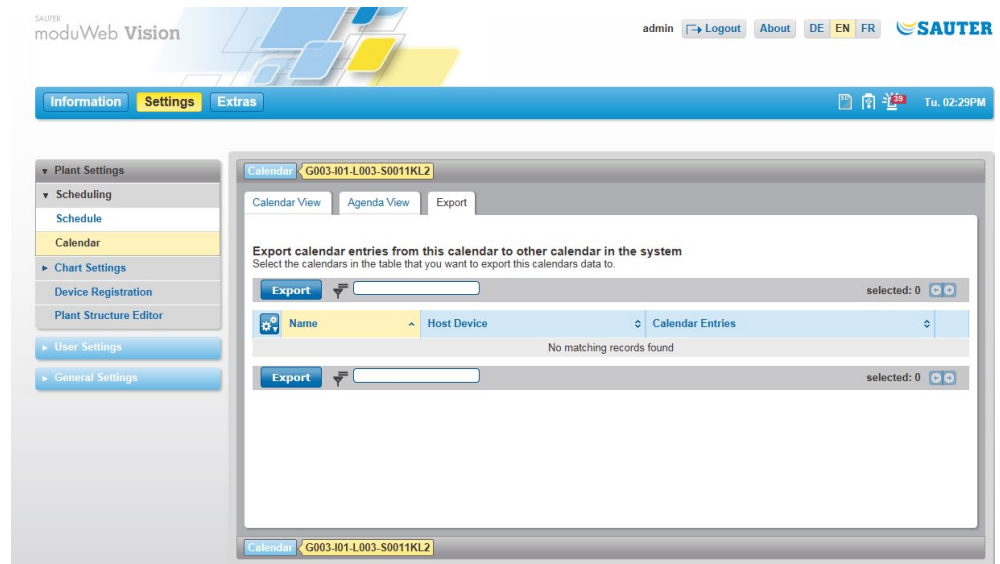 SAUTER
moduWeb Vision
admin Logout About DE EN FR SAUTER
Information Settings Extras 39 Tu. 02:29PM
Plant Settings
Scheduling
Schedule
Calendar
Chart Settings
Device Registration
Plant Structure Editor
User Settings
General Settings
Calendar G003-I01-L003-S0011KL2
Calendar View Agenda View Export
Export calendar entries from this calendar to other calendar in the system
Select the calendars in the table that you want to export this calendars data to.
Export selected: 0
Name Host Device Calendar Entries
No matching records found
Export selected: 0
Calendar G003-I01-L003-S0011KL2